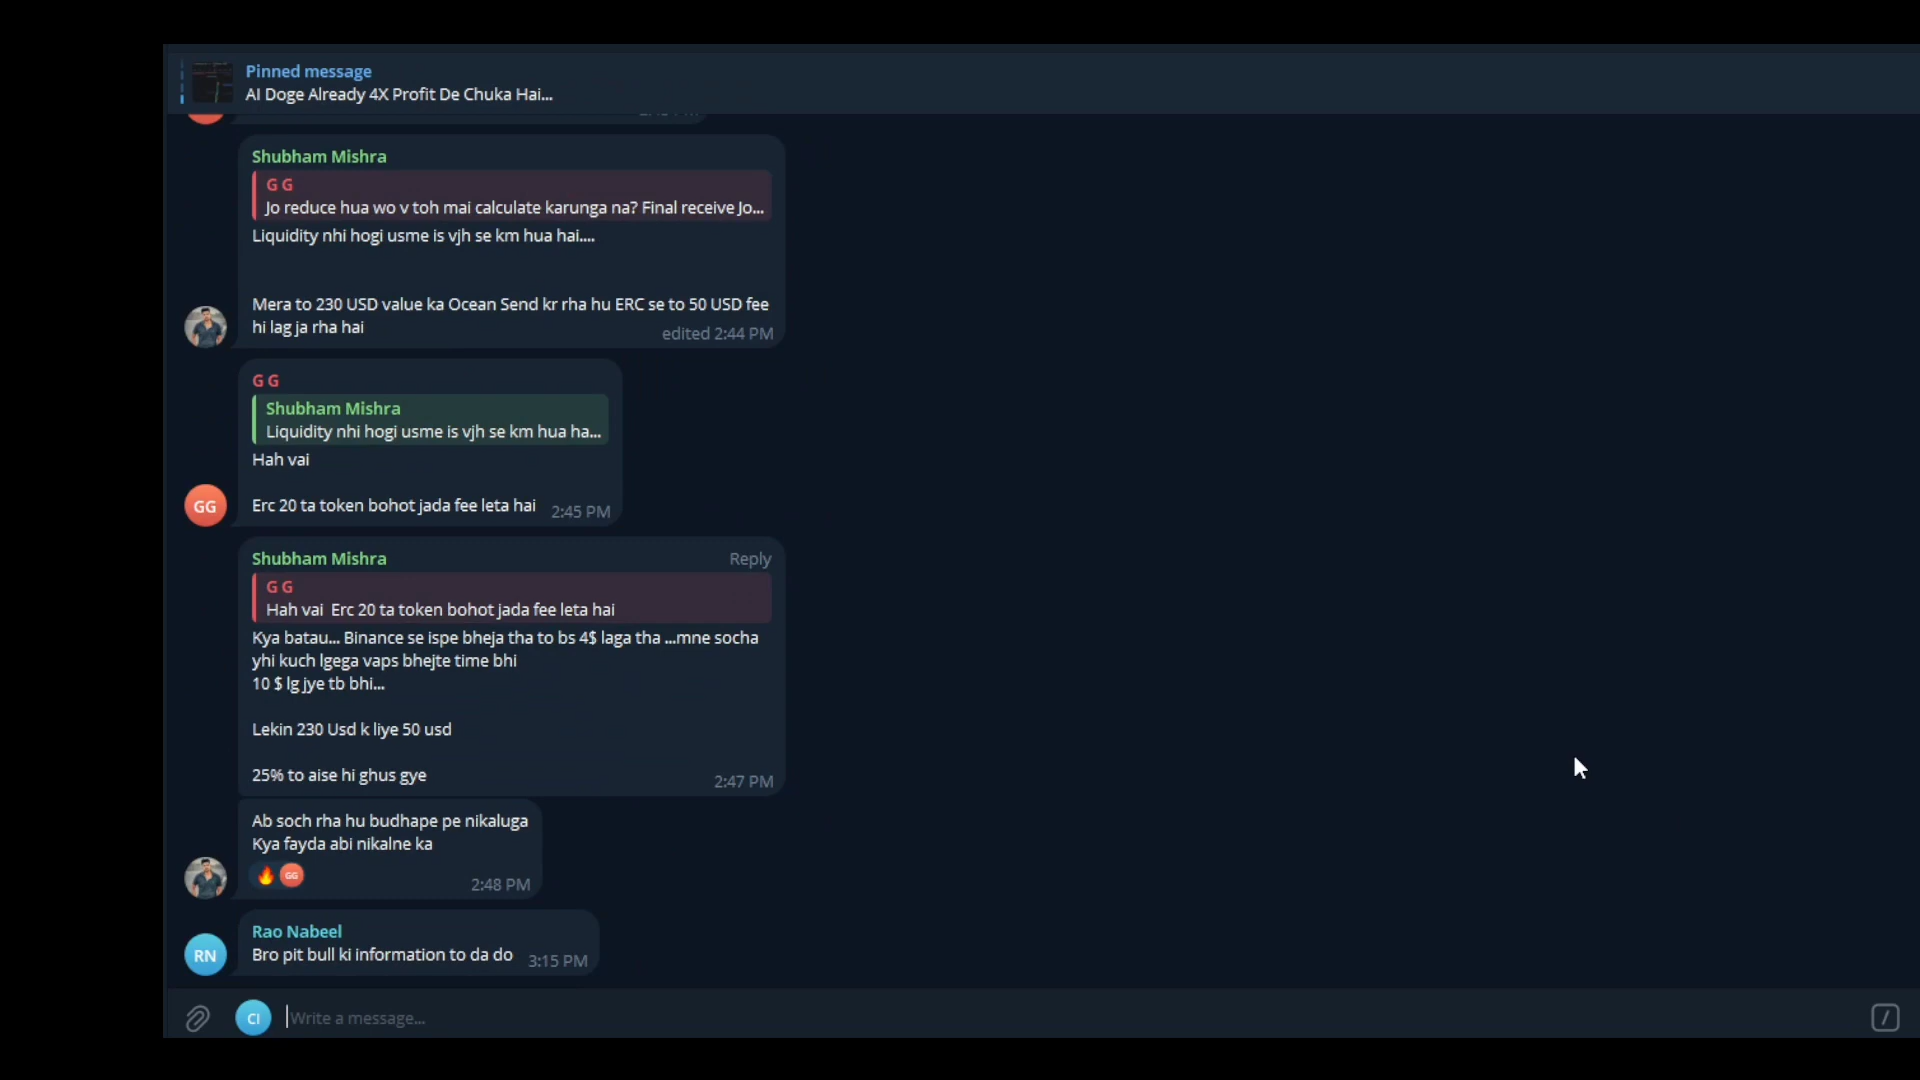 Pinned message
AI Doge Already 4X Profit De Chuka Hai...
Shubham Mishra
G G
Jo reduce hua wo v toh mai calculate karunga na? Final receive Jo...
Liquidity nhi hogi usme is vjh se km hua hai....
Mera to 230 USD value ka Ocean Send kr rha hu ERC se to 50 USD fee
hi lag ja rha hai
edited 2:44 PM
G G
Shubham Mishra
Liquidity nhi hogi usme is vjh se km hua ha...
Hah vai
Erc 20 ta token bohot jada fee leta hai
2:45 PM
GG
Shubham Mishra
Reply
G G
Hah vai Erc 20 ta token bohot jada fee leta hai
Kya batau... Binance se ispe bheja tha to bs 4$ laga tha ...mne socha
yhi kuch lgega vaps bhejte time bhi
10 $ lg jye tb bhi...
Lekin 230 Usd k liye 50 usd
25% to aise hi ghus gye
2:47 PM
Ab soch rha hu budhape pe nikaluga
Kya fayda abi nikalne ka
GG
2:48 PM
Rao Nabeel
Bro pit bull ki information to da do
3:15 PM
RN
CI
Write a message...
/